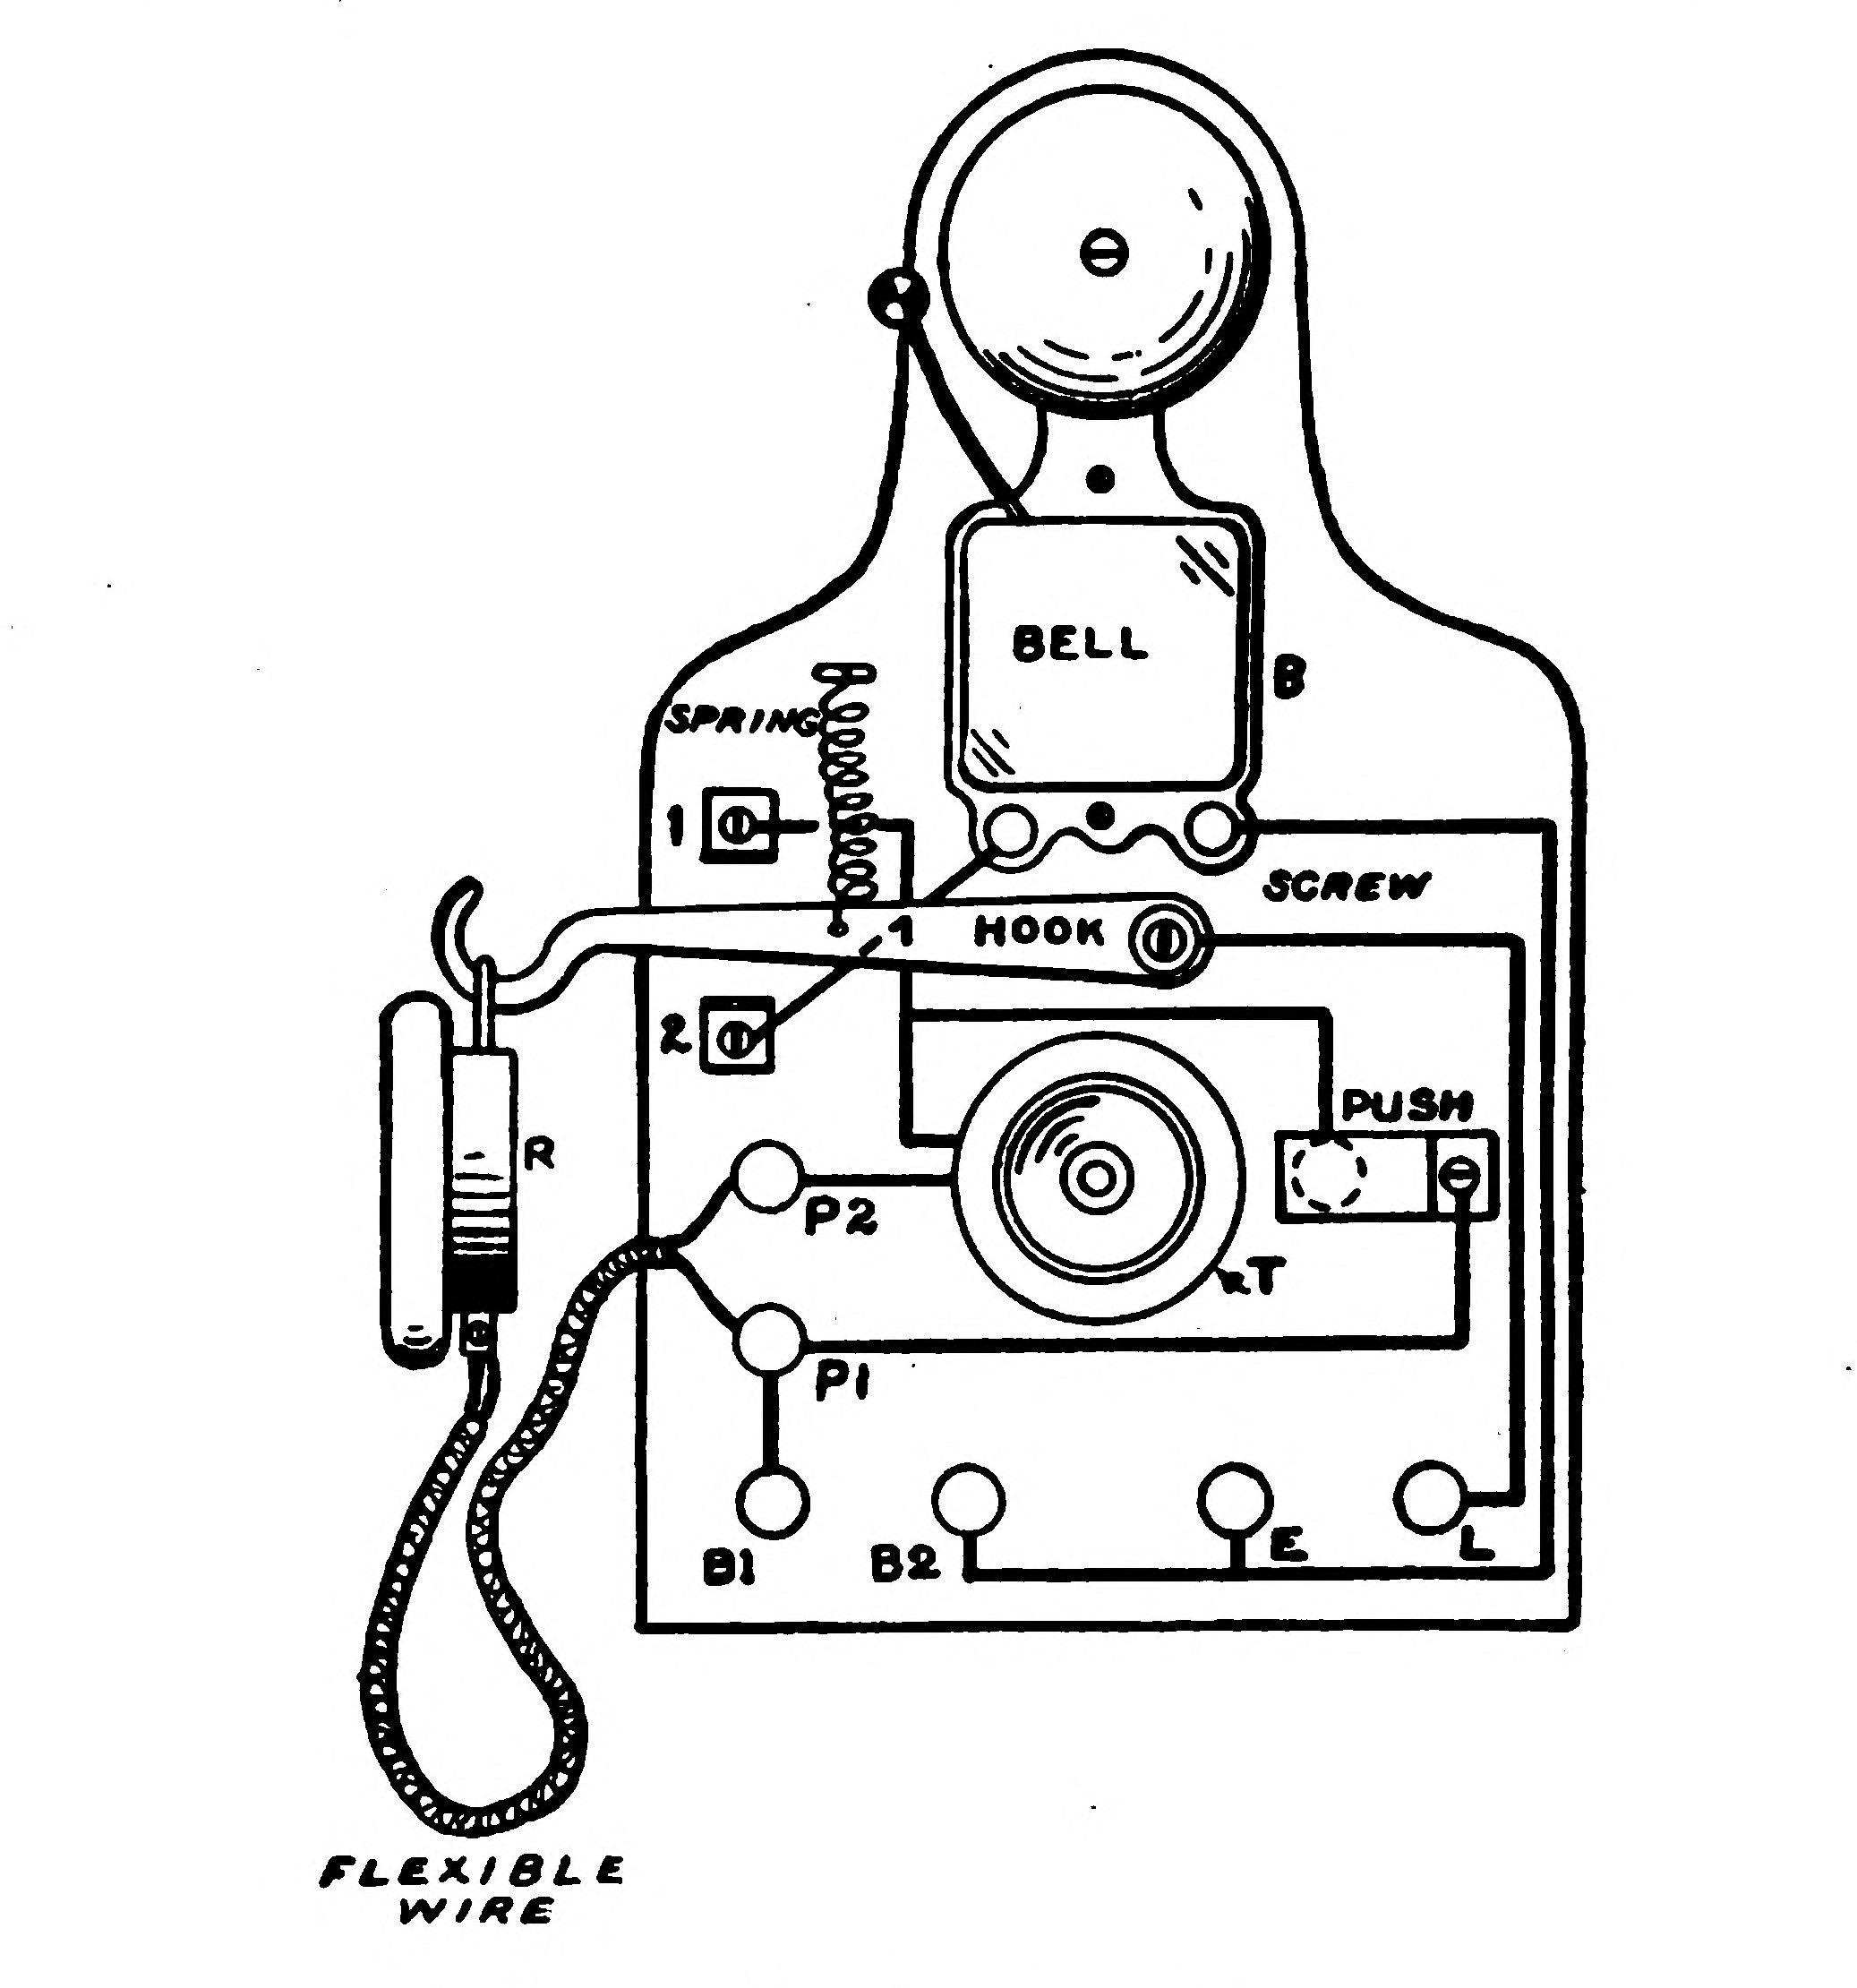 BELL
B
SPRING
1
SCREW
1 HOOK
2
PUSH
R
P2
T
P1
B1
B2
E
L
FLEXIBLE
WIRE